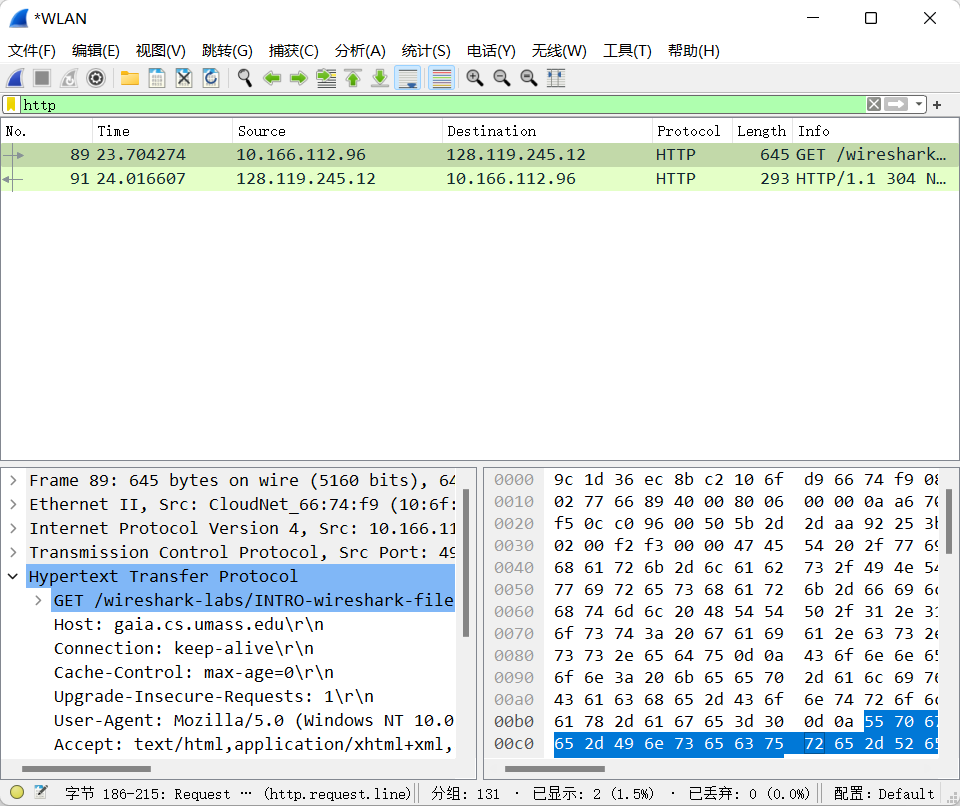 *WLAN
文件(F) 编辑(E) 视图(V) 跳转(G) 捕获(C) 分析(A) 统计(S) 电话(Y) 无线(W) 工具(T) 帮助(H)
http
No. Time Source Destination Protocol Length Info
89 23.704274 10.166.112.96 128.119.245.12 HTTP 645 GET /wireshark…
91 24.016607 128.119.245.12 10.166.112.96 HTTP 293 HTTP/1.1 304 N…
Frame 89: 645 bytes on wire (5160 bits), 64
Ethernet II, Src: CloudNet_66:74:f9 (10:6f:
Internet Protocol Version 4, Src: 10.166.11
Transmission Control Protocol, Src Port: 49
Hypertext Transfer Protocol
GET /wireshark-labs/INTRO-wireshark-file
Host: gaia.cs.umass.edu\r\n
Connection: keep-alive\r\n
Cache-Control: max-age=0\r\n
Upgrade-Insecure-Requests: 1\r\n
User-Agent: Mozilla/5.0 (Windows NT 10.0
Accept: text/html,application/xhtml+xml,
0000 9c 1d 36 ec 8b c2 10 6f d9 66 74 f9 08
0010 02 77 66 89 40 00 80 06 00 00 0a a6 70
0020 f5 0c c0 96 00 50 5b 2d 2d aa 92 25 3b
0030 02 00 f2 f3 00 00 47 45 54 20 2f 77 69
0040 68 61 72 6b 2d 6c 61 62 73 2f 49 4e 54
0050 77 69 72 65 73 68 61 72 6b 2d 66 69 6c
0060 68 74 6d 6c 20 48 54 54 50 2f 31 2e 31
0070 6f 73 74 3a 20 67 61 69 61 2e 63 73 2e
0080 73 73 2e 65 64 75 0d 0a 43 6f 6e 6e 65
0090 6f 6e 3a 20 6b 65 65 70 2d 61 6c 69 76
00a0 43 61 63 68 65 2d 43 6f 6e 74 72 6f 6c
00b0 61 78 2d 61 67 65 3d 30 0d 0a 55 70 67
00c0 65 2d 49 6e 73 65 63 75 72 65 2d 52 65
字节 186-215: Request ⋯ (http.request.line) 分组: 131 · 已显示: 2 (1.5%) · 已丢弃: 0 (0.0%) 配置: Default